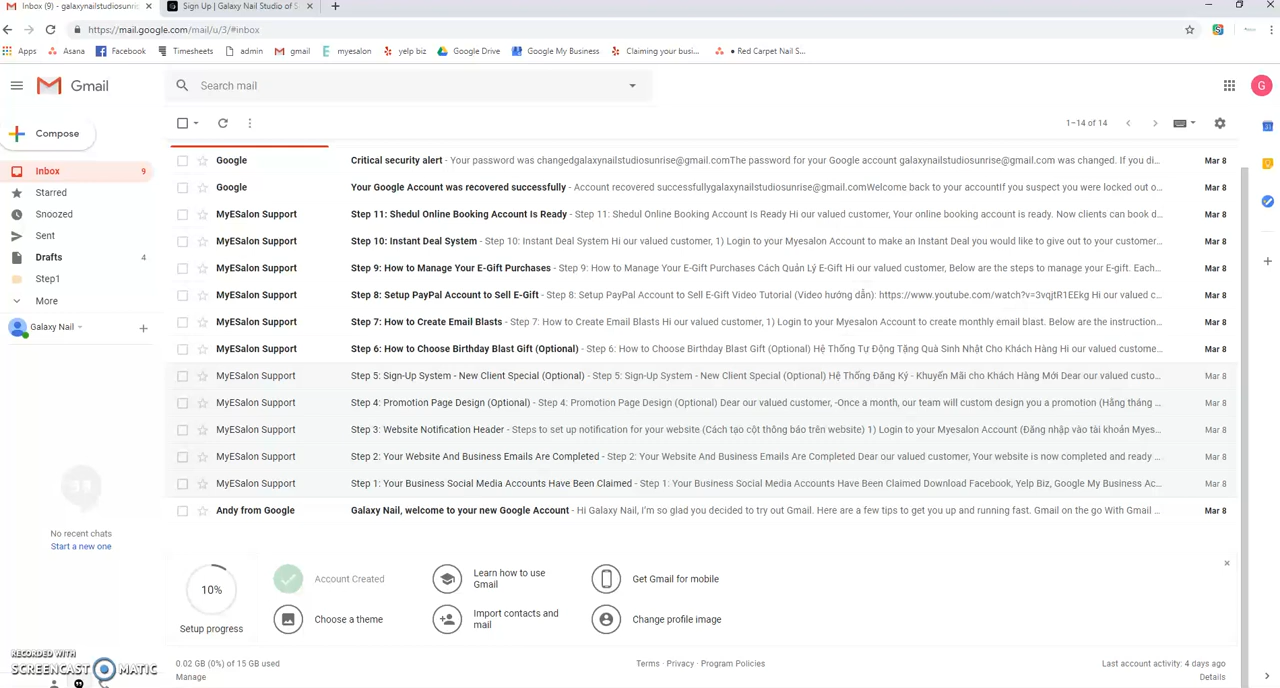 Inbox (9) - galaxynailstudiosunris
Sign Up | Galaxy Nail Studio of S
https://mail.google.com/mail/u/3/#inbox
Apps Asana Facebook Timesheets admin gmail myesalon yelp biz Google Drive Google My Business Claiming your busi... • Red Carpet Nail S...
Gmail
Search mail
G
Compose
1–14 of 14
Inbox 9
Starred
Snoozed
Sent
Drafts 4
Step1
More
Galaxy Nail
Google Critical security alert - Your password was changedgalaxynailstudiosunrise@gmail.comThe password for your Google account galaxynailstudiosunrise@gmail.com was changed. If you di... Mar 8
Google Your Google Account was recovered successfully - Account recovered successfullygalaxynailstudiosunrise@gmail.comWelcome back to your accountIf you suspect you were locked out o... Mar 8
MyESalon Support Step 11: Shedul Online Booking Account Is Ready - Step 11: Shedul Online Booking Account Is Ready Hi our valued customer, Your online booking account is ready. Now clients can book d... Mar 8
MyESalon Support Step 10: Instant Deal System - Step 10: Instant Deal System Hi our valued customer, 1) Login to your Myesalon Account to make an Instant Deal you would like to give out to your customer... Mar 8
MyESalon Support Step 9: How to Manage Your E-Gift Purchases - Step 9: How to Manage Your E-Gift Purchases Cách Quản Lý E-Gift Hi our valued customer, Below are the steps to manage your E-gift. Each... Mar 8
MyESalon Support Step 8: Setup PayPal Account to Sell E-Gift - Step 8: Setup PayPal Account to Sell E-Gift Video Tutorial (Video hướng dẫn): https://www.youtube.com/watch?v=3vqjtR1EEkg Hi our valued c... Mar 8
MyESalon Support Step 7: How to Create Email Blasts - Step 7: How to Create Email Blasts Hi our valued customer, 1) Login to your Myesalon Account to create monthly email blast. Below are the instruction... Mar 8
MyESalon Support Step 6: How to Choose Birthday Blast Gift (Optional) - Step 6: How to Choose Birthday Blast Gift (Optional) Hệ Thống Tự Động Tặng Quà Sinh Nhật Cho Khách Hàng Hi our valued custome... Mar 8
MyESalon Support Step 5: Sign-Up System - New Client Special (Optional) - Step 5: Sign-Up System - New Client Special (Optional) Hệ Thống Đăng Ký - Khuyến Mãi cho Khách Hàng Mới Dear our valued custo... Mar 8
MyESalon Support Step 4: Promotion Page Design (Optional) - Step 4: Promotion Page Design (Optional) Dear our valued customer, -Once a month, our team will custom design you a promotion (Hằng tháng ... Mar 8
MyESalon Support Step 3: Website Notification Header - Steps to set up notification for your website (Cách tạo cột thông báo trên website) 1) Login to your Myesalon Account (Đăng nhập vào tài khoản Myes... Mar 8
MyESalon Support Step 2: Your Website And Business Emails Are Completed - Step 2: Your Website And Business Emails Are Completed Dear our valued customer, Your website is now completed and ready ... Mar 8
MyESalon Support Step 1: Your Business Social Media Accounts Have Been Claimed - Step 1: Your Business Social Media Accounts Have Been Claimed Download Facebook, Yelp Biz, Google My Business Ac... Mar 8
Andy from Google Galaxy Nail, welcome to your new Google Account - Hi Galaxy Nail, I'm so glad you decided to try out Gmail. Here are a few tips to get you up and running fast. Gmail on the go With Gmail ... Mar 8
No recent chats
Start a new one
10%
Setup progress
Account Created
Choose a theme
Learn how to use
Gmail
Import contacts and
mail
Get Gmail for mobile
Change profile image
0.02 GB (0%) of 15 GB used
Manage
Terms · Privacy · Program Policies
Last account activity: 4 days ago
Details
RECORDED WITH
SCREENCAST MATIC